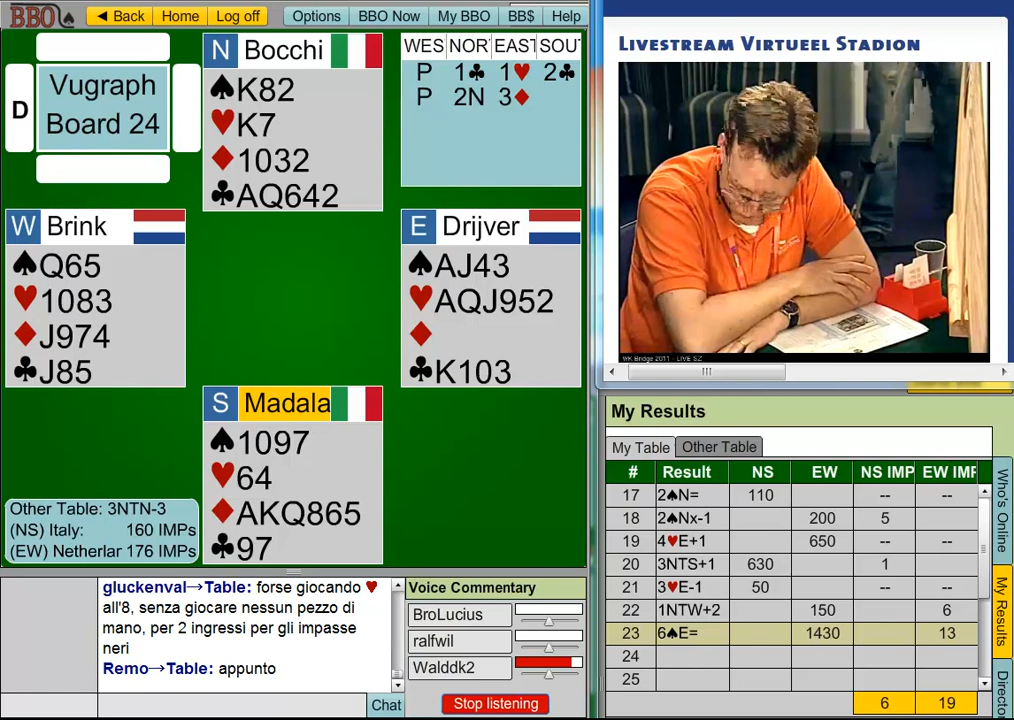 BBO
◄ Back Home Log off Options BBO Now My BBO BB$ Help
D Vugraph
Board 24
N Bocchi
♠K82
♥K7
♦1032
♣AQ642
WES NOR EAST SOU
P 1♣ 1♥ 2♣
P 2N 3♦
W Brink
♠Q65
♥1083
♦J974
♣J85
E Drijver
♠AJ43
♥AQJ952
♦
♣K103
S Madala
♠1097
♥64
♦AKQ865
♣97
Other Table: 3NTN-3
(NS) Italy: 160 IMPs
(EW) Netherlar 176 IMPs
gluckenval→Table: forse giocando ♥
all'8, senza giocare nessun pezzo di
mano, per 2 ingressi per gli impasse
neri
Remo→Table: appunto
Chat
Voice Commentary
BroLucius
ralfwil
Walddk2
Stop listening
Livestream Virtueel Stadion
WK Bridge 2011 - LIVE SZ
My Results
My Table Other Table
# Result NS EW NS IMP EW IMF
17 2♠N= 110 -- --
18 2♠Nx-1 200 5
19 4♥E+1 650 -- --
20 3NTS+1 630 1
21 3♥E-1 50 -- --
22 1NTW+2 150 6
23 6♠E= 1430 13
24
25
6 19
Who's Online
My Results
Director